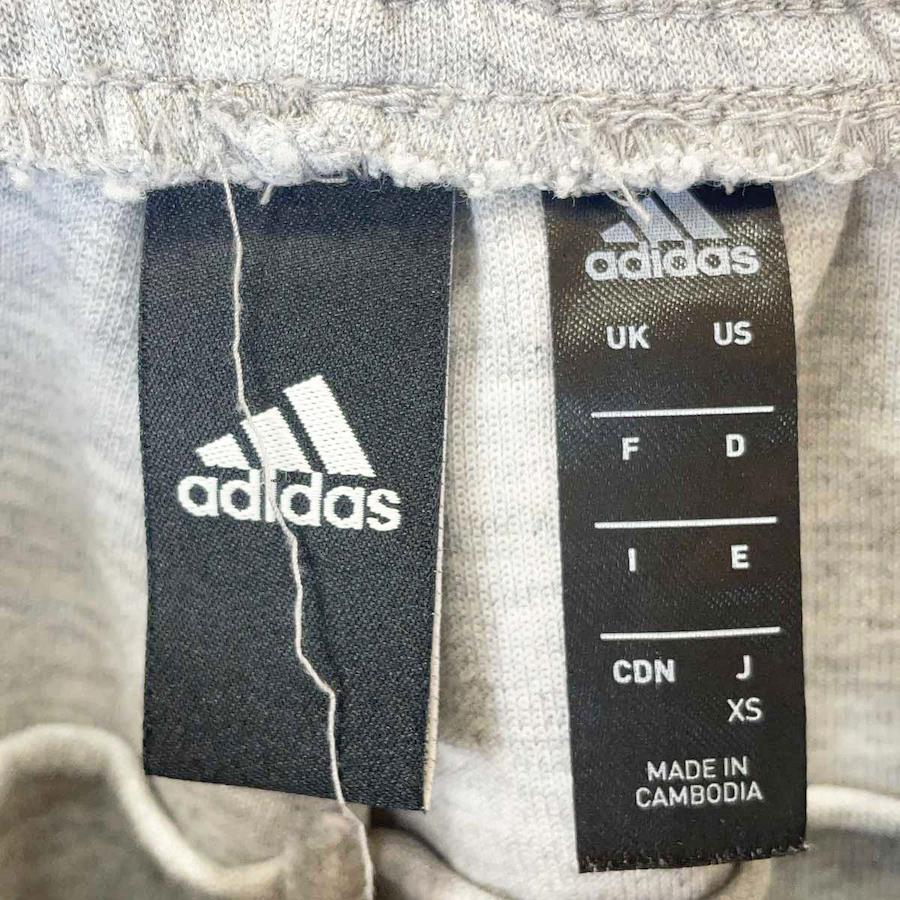 adidas
adidas
UK US
F D
I E
CDN J
XS
MADE IN
CAMBODIA